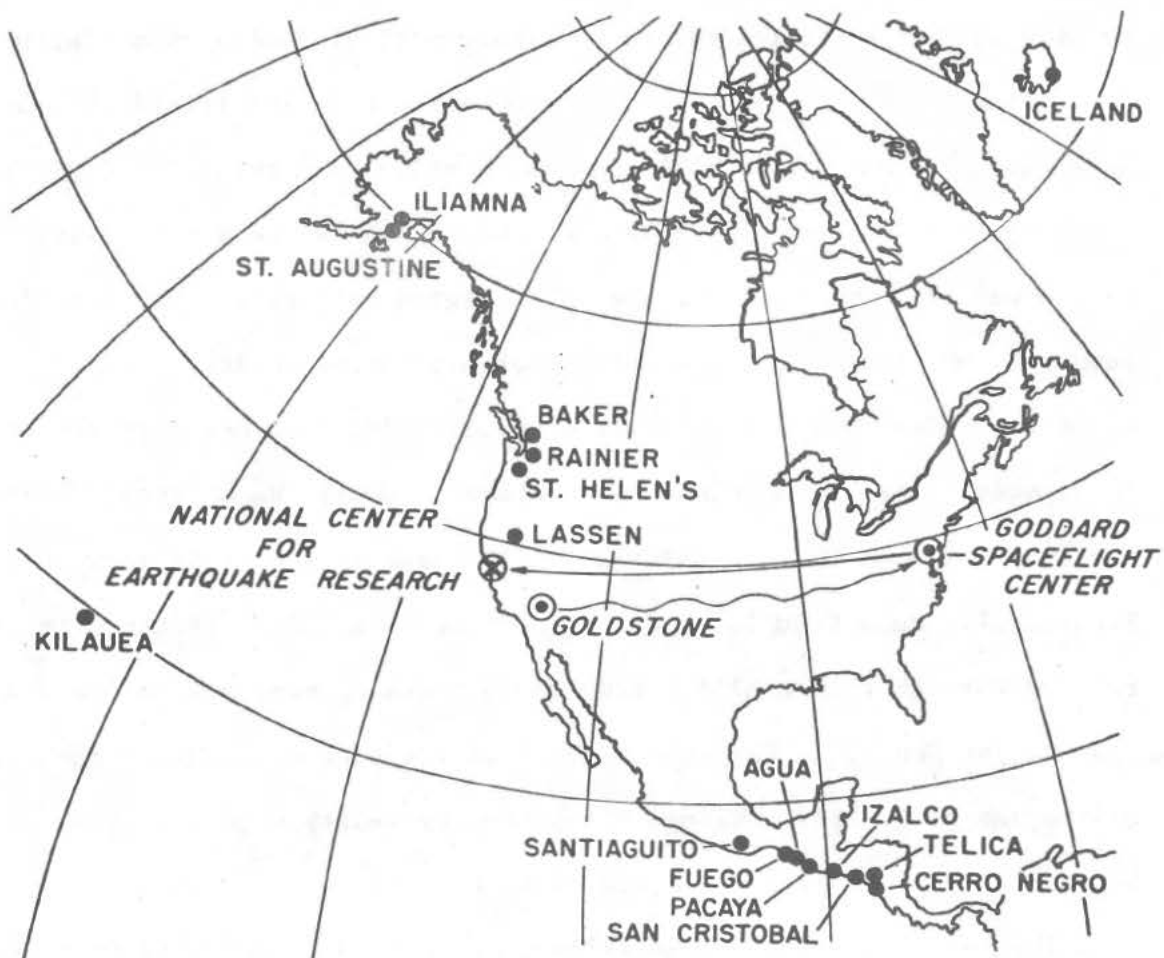 ICELAND
ILIAMNA
ST. AUGUSTINE
BAKER
RAINIER
ST. HELEN'S
NATIONAL CENTER
FOR
EARTHQUAKE RESEARCH
LASSEN
GODDARD
SPACEFLIGHT
CENTER
GOLDSTONE
KILAUEA
AGUA
IZALCO
SANTIAGUITO
TELICA
FUEGO
CERRO NEGRO
PACAYA
SAN CRISTOBAL